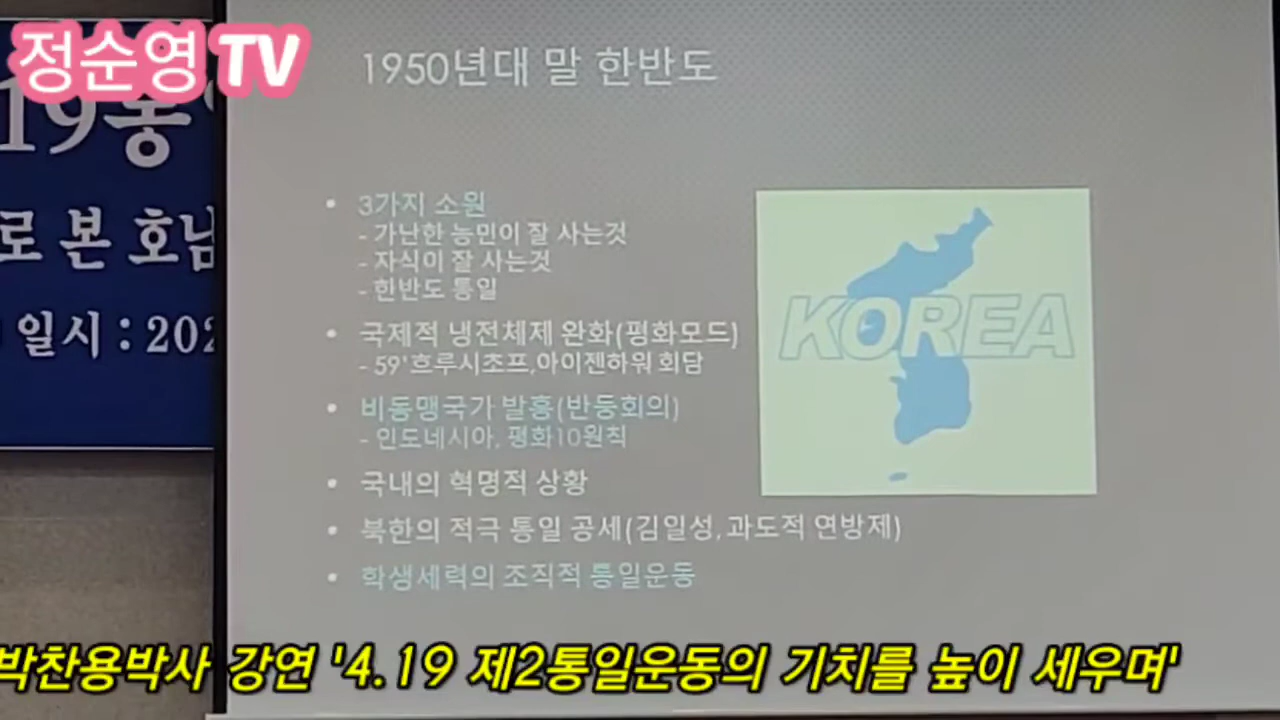 정순영 TV
19통
로 본 호남
일시 : 202
1950년대 말 한반도
• 3가지 소원
- 가난한 농민이 잘 사는것
- 자식이 잘 사는것
- 한반도 통일
• 국제적 냉전체제 완화(평화모드)
- 59'흐루시초프,아이젠하워 회담
• 비동맹국가 발흥(반둥회의)
- 인도네시아, 평화10원칙
• 국내의 혁명적 상황
• 북한의 적극 통일 공세(김일성,과도적 연방제)
• 학생세력의 조직적 통일운동
KOREA
박찬용박사 강연 '4.19 제2통일운동의 기치를 높이 세우며'